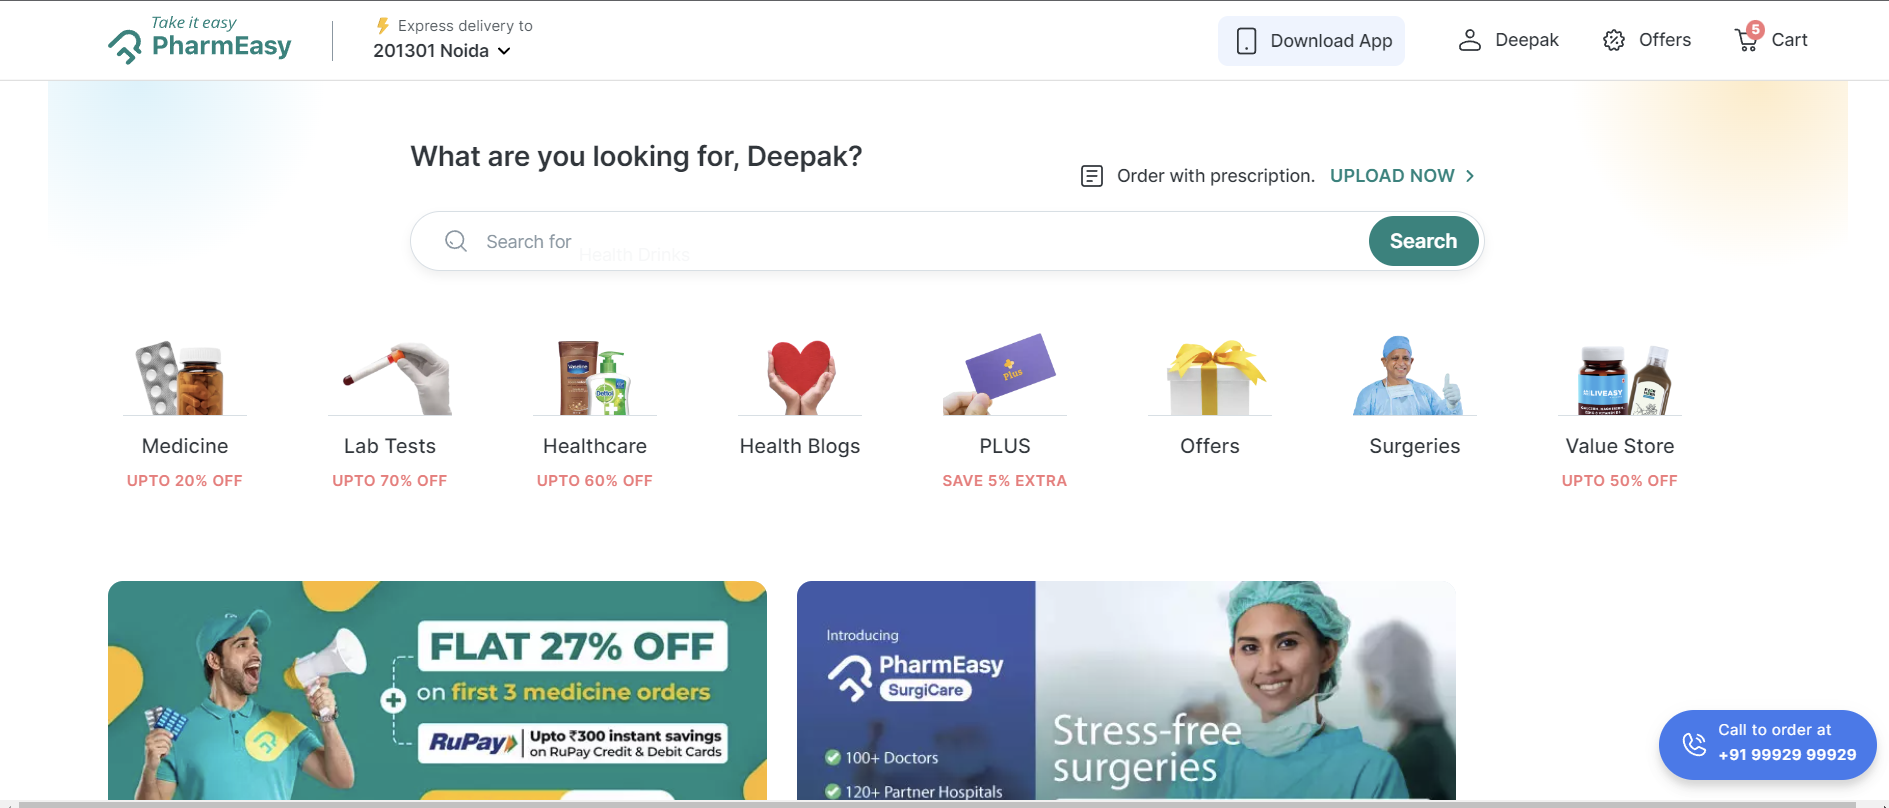 Take it easy
PharmEasy
Express delivery to
201301 Noida
Download App
Deepak
Offers
5
Cart
What are you looking for, Deepak?
Order with prescription. UPLOAD NOW
Search for
Health Drinks
Search
Medicine
UPTO 20% OFF
Lab Tests
UPTO 70% OFF
Vaseline
Dettol
Healthcare
UPTO 60% OFF
Health Blogs
Plus
PLUS
SAVE 5% EXTRA
Offers
Surgeries
LIVEASY
Value Store
UPTO 50% OFF
FLAT 27% OFF
on first 3 medicine orders
RuPay Upto ₹300 instant savings
on RuPay Credit & Debit Cards
Introducing
PharmEasy
SurgiCare
100+ Doctors
120+ Partner Hospitals
Stress-free
surgeries
Call to order at
+91 99929 99929